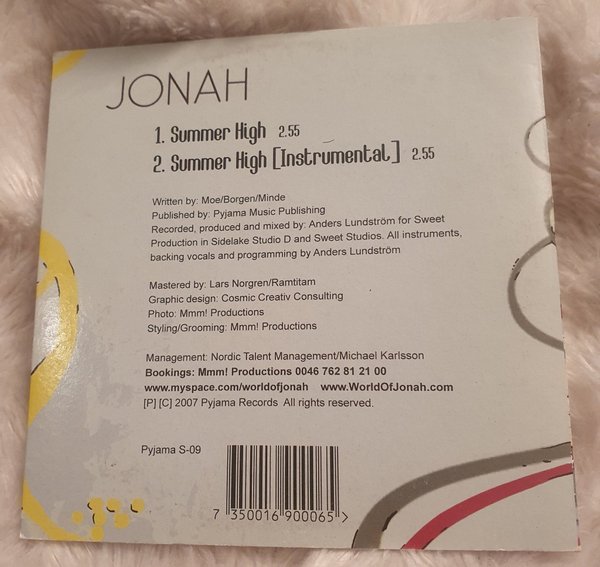 JONAH
1. Summer High 2.55
2. Summer High [Instrumental] 2.55
Written by: Moe/Borgen/Minde
Published by: Pyjama Music Publishing
Recorded, produced and mixed by: Anders Lundström for Sweet
Production in Sidelake Studio D and Sweet Studios. All instruments,
backing vocals and programming by Anders Lundström
Mastered by: Lars Norgren/Ramtitam
Graphic design: Cosmic Creativ Consulting
Photo: Mmm! Productions
Styling/Grooming: Mmm! Productions
Management: Nordic Talent Management/Michael Karlsson
Bookings: Mmm! Productions 0046 762 81 21 00
www.myspace.com/worldofjonah www.WorldOfJonah.com
[P] [C] 2007 Pyjama Records All rights reserved.
Pyjama S-09
7 350016 900065 >